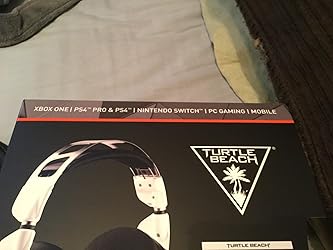 XBOX ONE | PS4™ PRO & PS4™ | NINTENDO SWITCH™ | PC GAMING | MOBILE
TURTLE
BEACH
TURTLE BEACH®